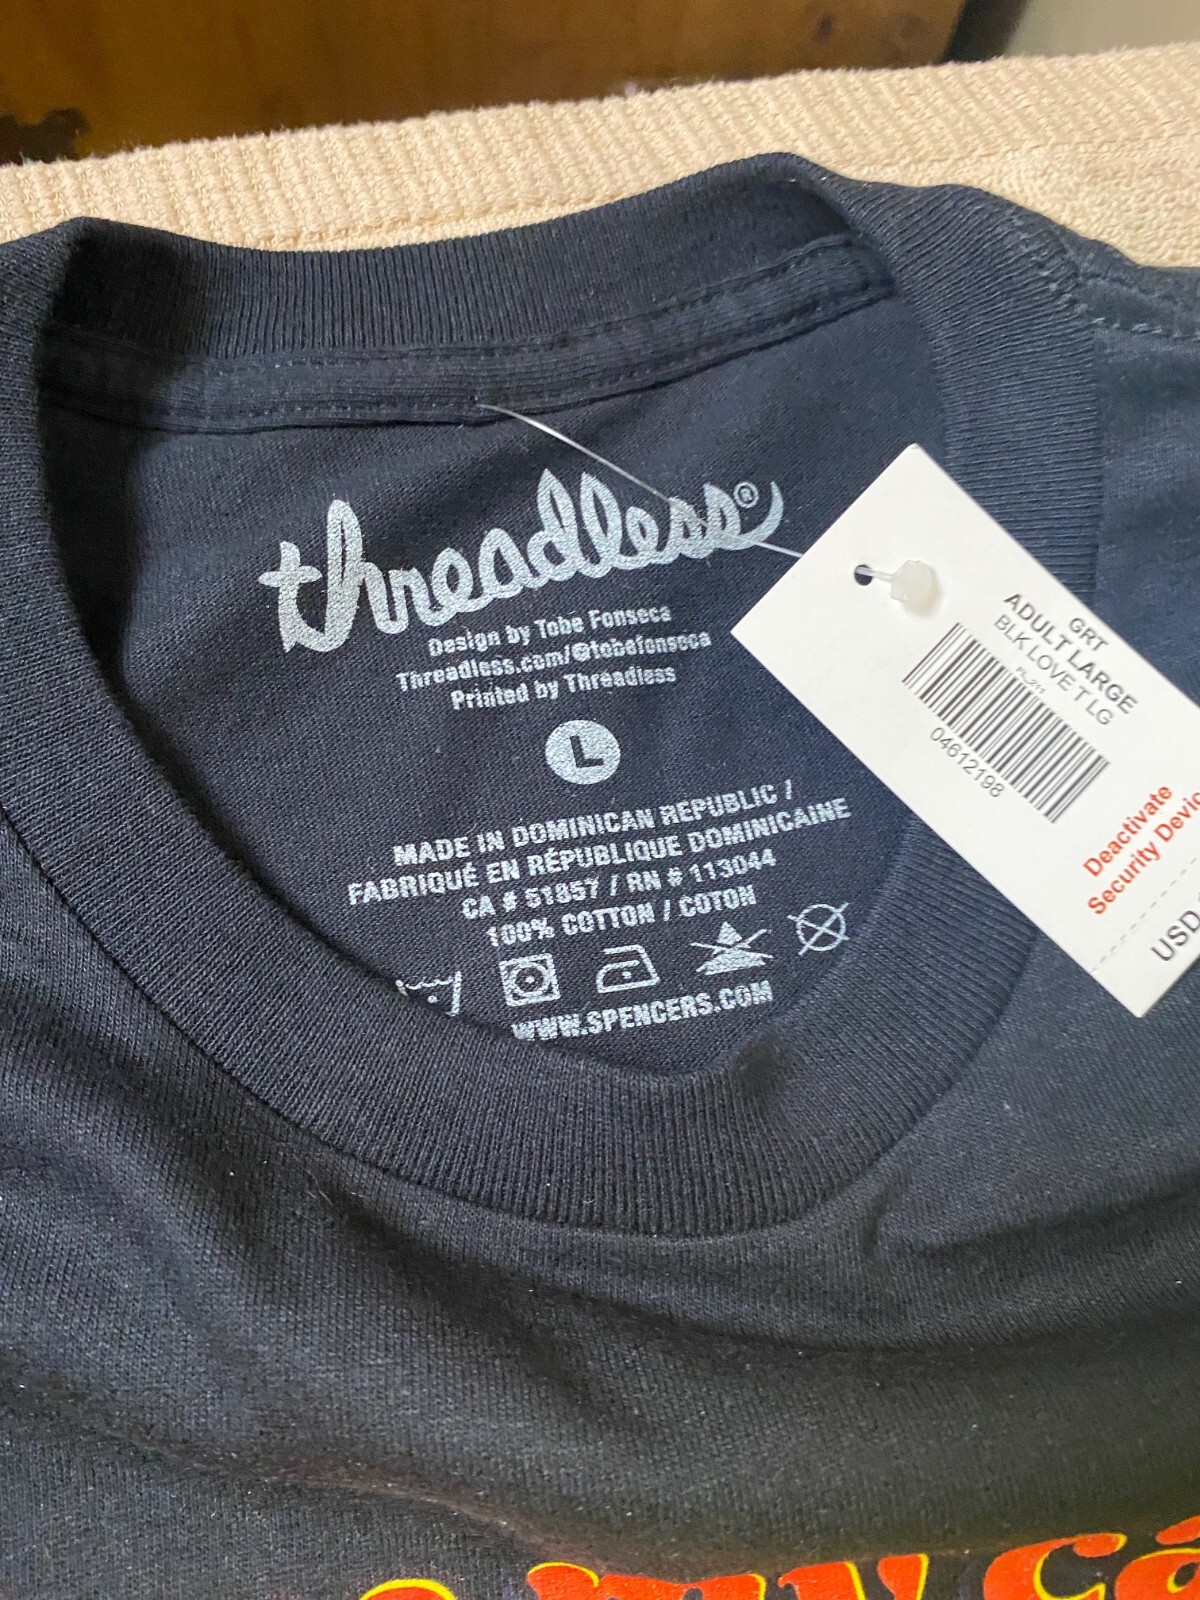 threadless®
Design by Tobe Fonseca
Threadless.com/@tobefonseca
Printed by Threadless
L
MADE IN DOMINICAN REPUBLIC /
FABRIQUÉ EN RÉPUBLIQUE DOMINICAINE
CA # 51857 / RN # 113044
100% COTTON / COTON
WWW.SPENCERS.COM
GRT
ADULT LARGE
BLK LOVE T LG
04612198
Deactivate
Security
USD
my